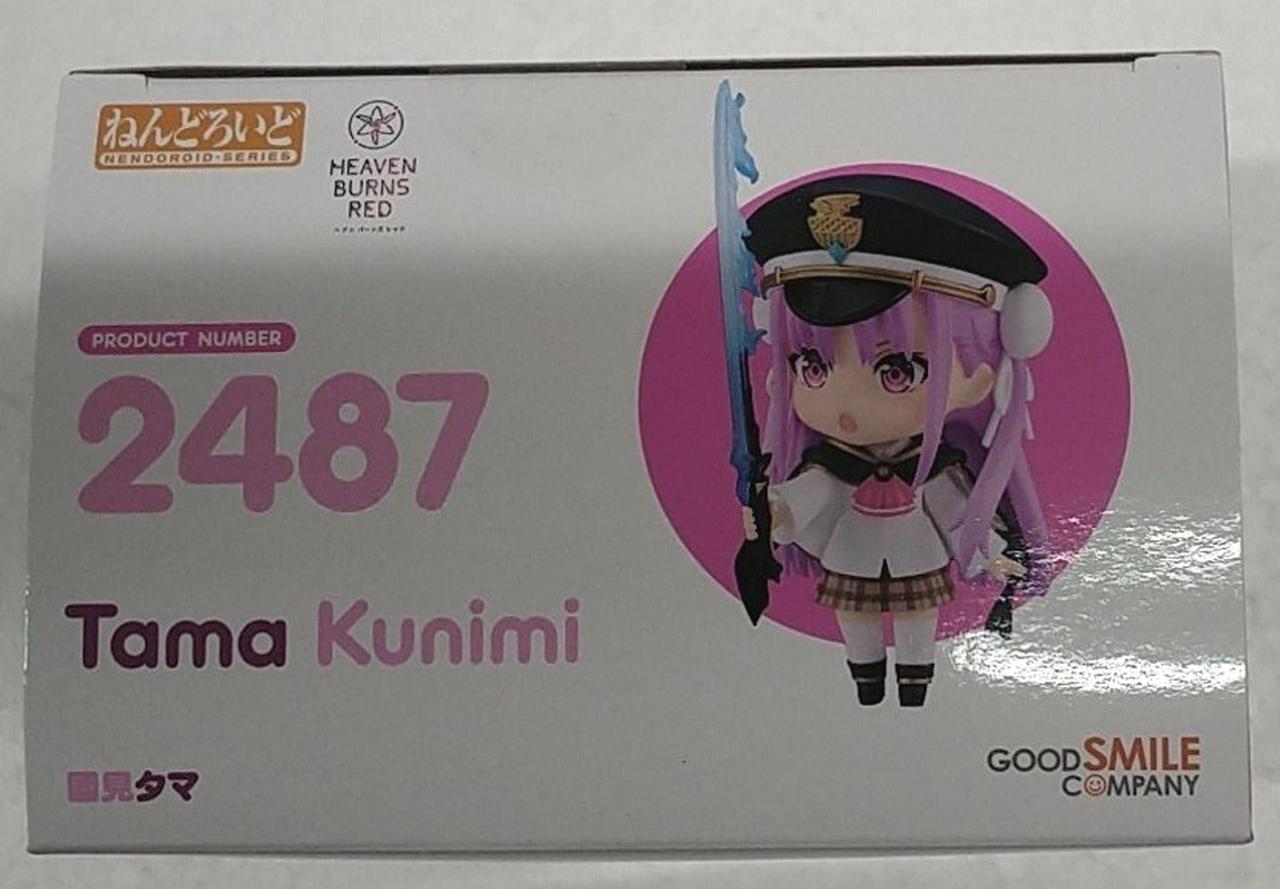 ねんどろいど
NENDOROID-SERIES
HEAVEN
BURNS
RED
ヘブンバーンズレッド
PRODUCT NUMBER
2487
Tama Kunimi
國見タマ
GOOD SMILE
COMPANY